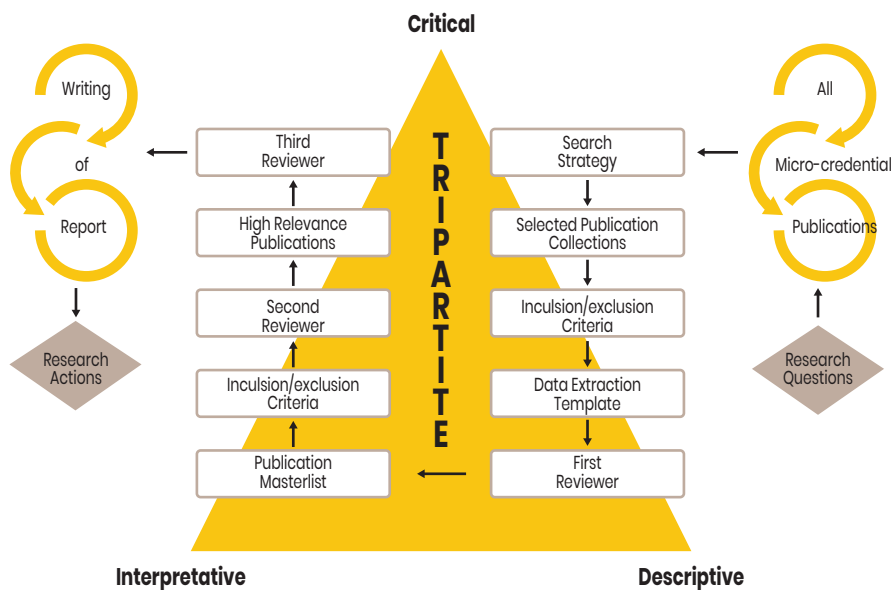 Critical
Writing
of
Report
Research
Actions
Third
Reviewer
High Relevance
Publications
Second
Reviewer
Inculsion/exclusion
Criteria
Publication
Masterlist
TRIPARTITE
Search
Strategy
Selected Publication
Collections
Inculsion/exclusion
Criteria
Data Extraction
Template
First
Reviewer
All
Micro-credential
Publications
Research
Questions
Interpretative
Descriptive